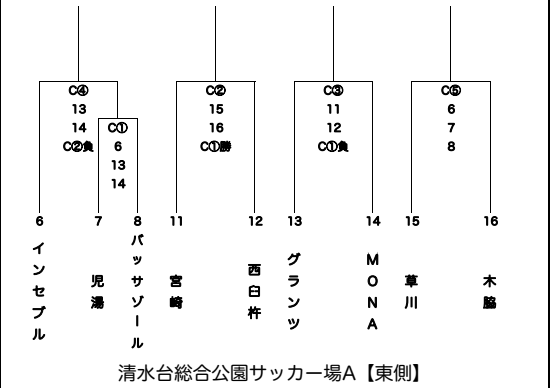 C④
13
14
C②負
C①
6
13
14
C②
15
16
C①勝
C③
11
12
C①負
C⑤
6
7
8
6
7
8
11
12
13
14
15
16
インセプル
児湯
バッサゾール
宮崎
西臼杵
グランツ
MONA
草川
木脇
清水台総合公園サッカー場A【東側】